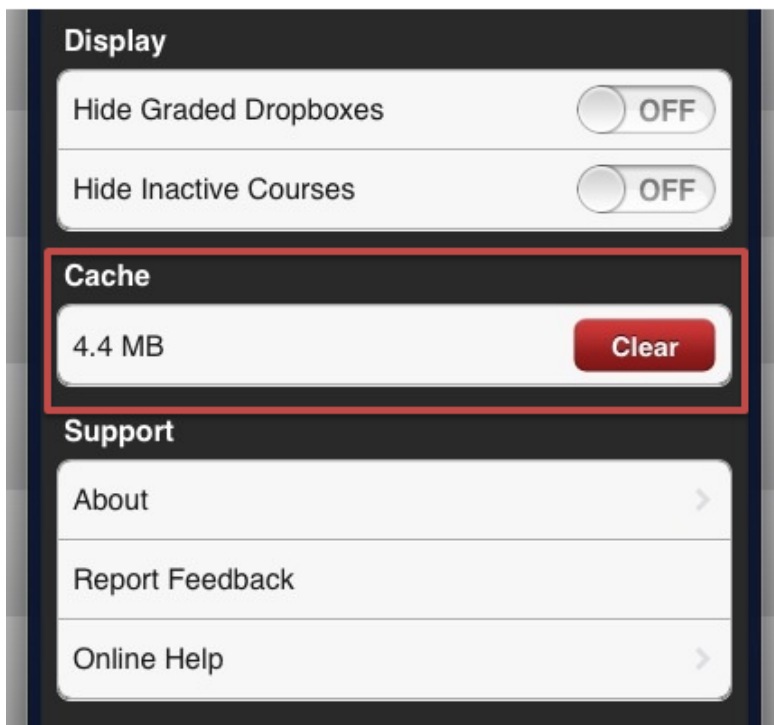 Display
Hide Graded Dropboxes OFF
Hide Inactive Courses OFF
Cache
4.4 MB Clear
Support
About
Report Feedback
Online Help